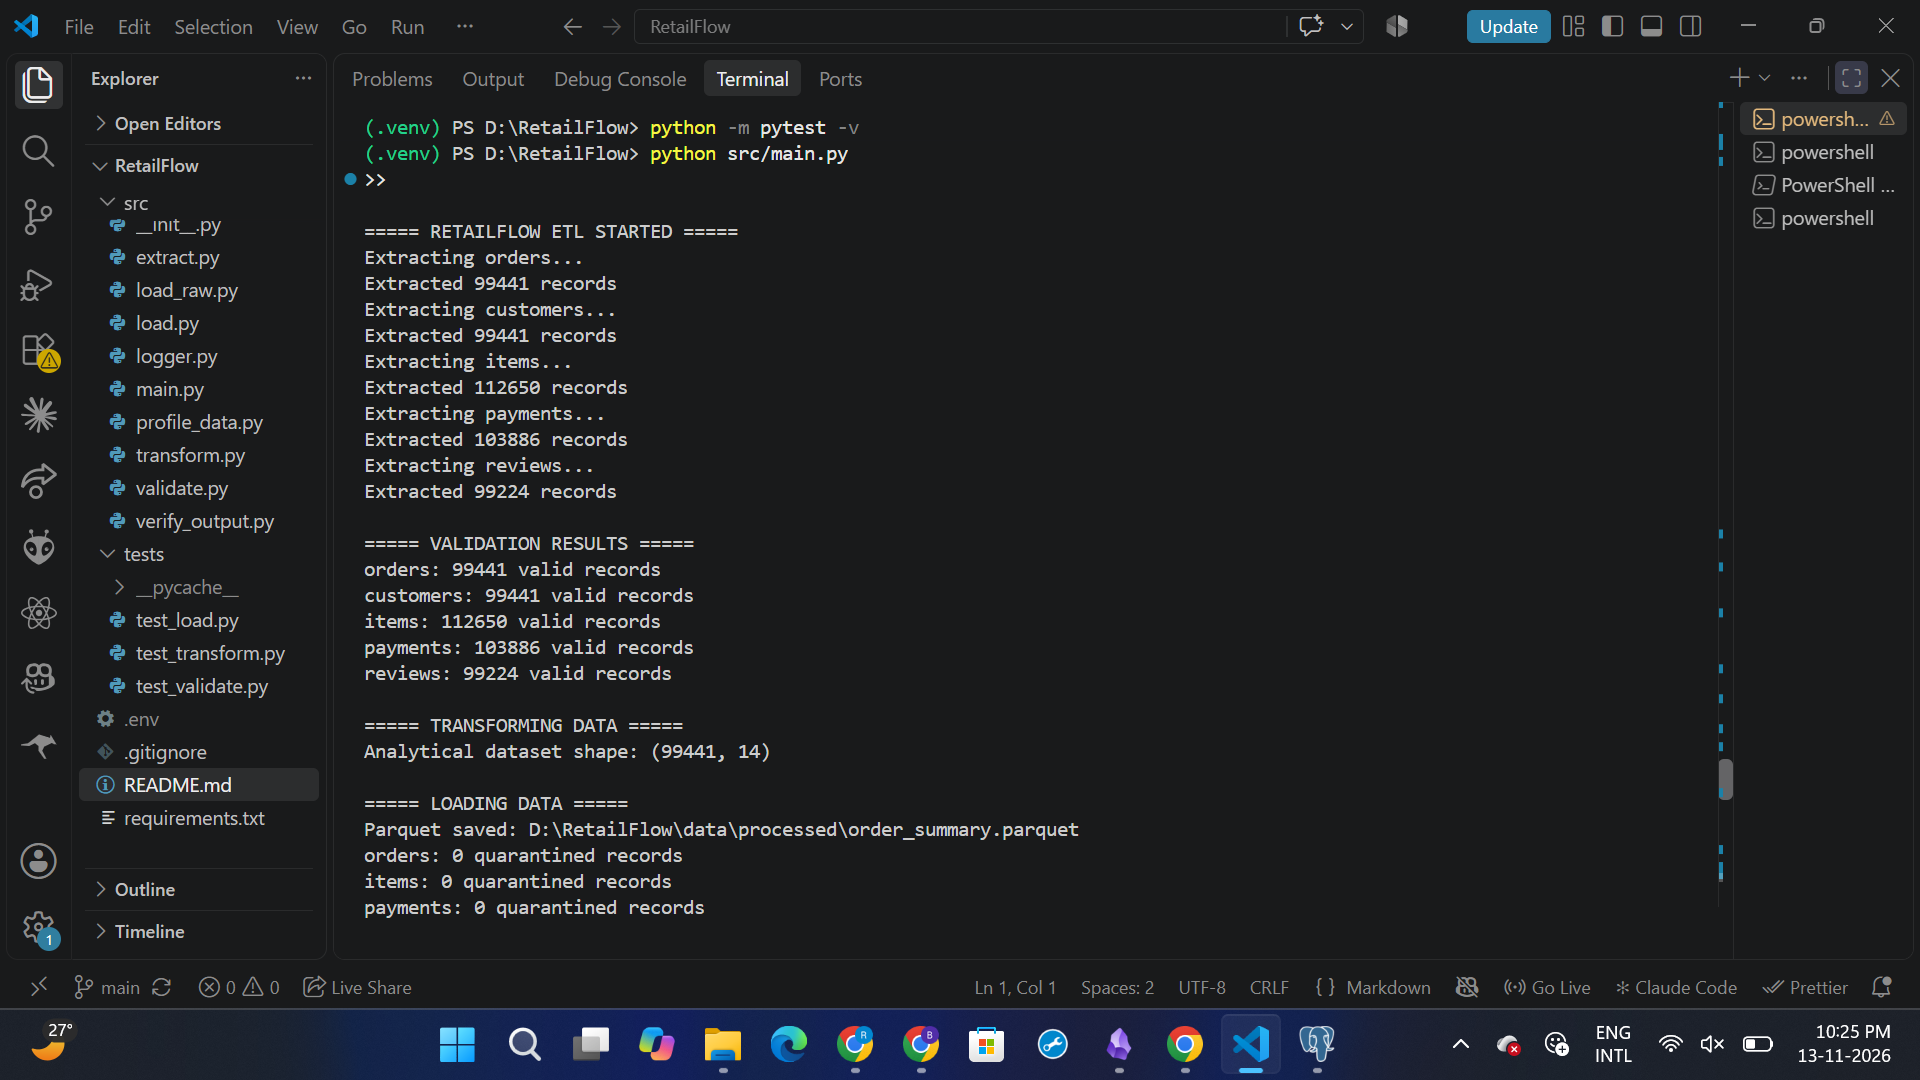 File Edit Selection View Go Run ···
RetailFlow
Update
Explorer
Open Editors
RetailFlow
src
__init__.py
extract.py
load_raw.py
load.py
logger.py
main.py
profile_data.py
transform.py
validate.py
verify_output.py
tests
__pycache__
test_load.py
test_transform.py
test_validate.py
.env
.gitignore
README.md
requirements.txt
Outline
Timeline
1
Problems Output Debug Console Terminal Ports
(.venv) PS D:\RetailFlow> python -m pytest -v
(.venv) PS D:\RetailFlow> python src/main.py
>>
===== RETAILFLOW ETL STARTED =====
Extracting orders...
Extracted 99441 records
Extracting customers...
Extracted 99441 records
Extracting items...
Extracted 112650 records
Extracting payments...
Extracted 103886 records
Extracting reviews...
Extracted 99224 records
===== VALIDATION RESULTS =====
orders: 99441 valid records
customers: 99441 valid records
items: 112650 valid records
payments: 103886 valid records
reviews: 99224 valid records
===== TRANSFORMING DATA =====
Analytical dataset shape: (99441, 14)
===== LOADING DATA =====
Parquet saved: D:\RetailFlow\data\processed\order_summary.parquet
orders: 0 quarantined records
items: 0 quarantined records
payments: 0 quarantined records
powersh...
powershell
PowerShell ...
powershell
main 0 0 Live Share Ln 1, Col 1 Spaces: 2 UTF-8 CRLF { } Markdown Go Live Claude Code Prettier
27°
R
B
ENG
INTL
10:25 PM
13-11-2026